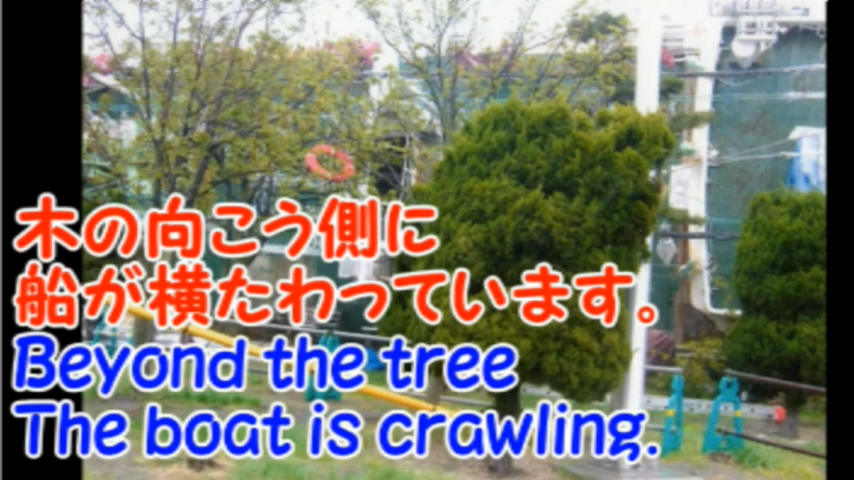 木の向こう側に
船が横たわっています。
Beyond the tree
The boat is crawling.